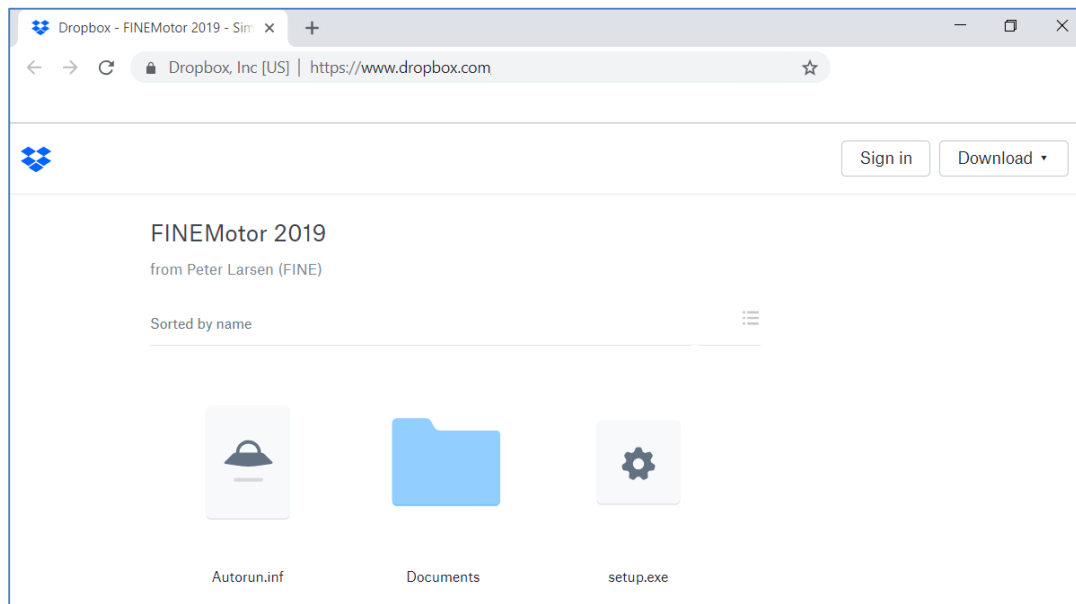 Dropbox - FINEMotor 2019 - Sim
Dropbox, Inc [US] | https://www.dropbox.com
Sign in
Download
FINEMotor 2019
from Peter Larsen (FINE)
Sorted by name
Autorun.inf
Documents
setup.exe